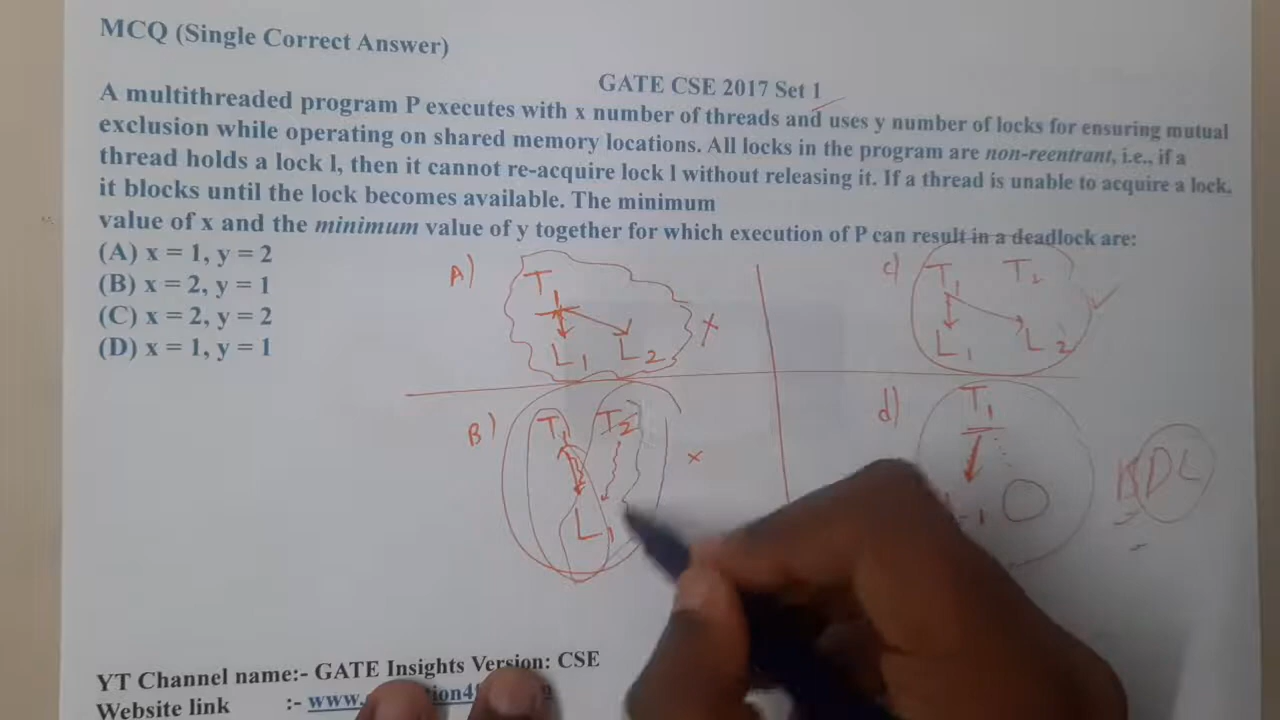 MCQ (Single Correct Answer)
GATE CSE 2017 Set 1
A multithreaded program P executes with x number of threads and uses y number of locks for ensuring mutual
exclusion while operating on shared memory locations. All locks in the program are non-reentrant, i.e., if a
thread holds a lock l, then it cannot re-acquire lock l without releasing it. If a thread is unable to acquire a lock.
it blocks until the lock becomes available. The minimum
value of x and the minimum value of y together for which execution of P can result in a deadlock are:
(A) x = 1, y = 2
(B) x = 2, y = 1
(C) x = 2, y = 2
(D) x = 1, y = 1
A)
T1
L1 L2
c)
T1 T2
L1 L2
B)
T1 T2
L1
d)
T1
DL
YT Channel name:- GATE Insights Version: CSE
Website link :- www.